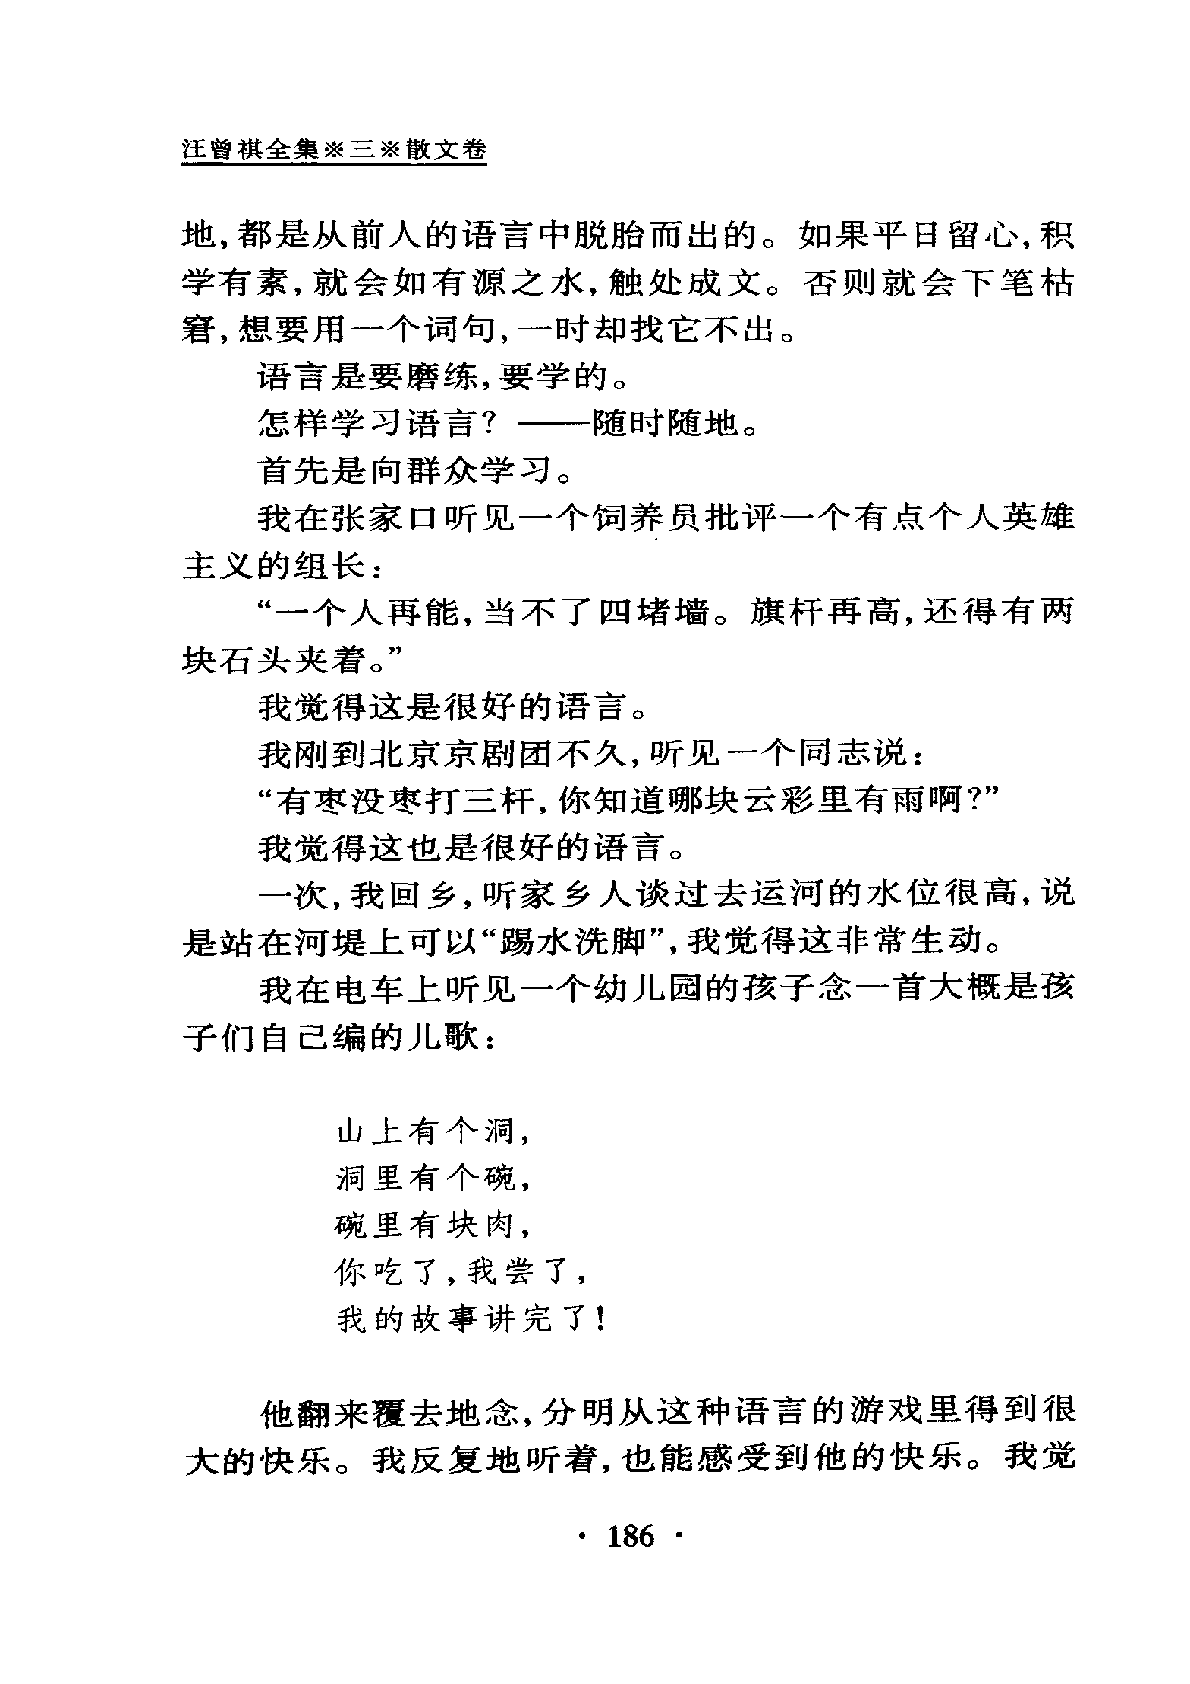 汪曾祺全集※三※散文卷
地,都是从前人的语言中脱胎而出的。如果平日留心,积
学有素,就会如有源之水,触处成文。否则就会下笔枯
窘,想要用一个词句,一时却找它不出。
语言是要磨练,要学的。
怎样学习语言?——随时随地。
首先是向群众学习。
我在张家口听见一个饲养员批评一个有点个人英雄
主义的组长:
“一个人再能,当不了四堵墙。旗杆再高,还得有两
块石头夹着。”
我觉得这是很好的语言。
我刚到北京京剧团不久,听见一个同志说:
“有枣没枣打三杆,你知道哪块云彩里有雨啊?”
我觉得这也是很好的语言。
一次,我回乡,听家乡人谈过去运河的水位很高,说
是站在河堤上可以“踢水洗脚”,我觉得这非常生动。
我在电车上听见一个幼儿园的孩子念一首大概是孩
子们自己编的儿歌:
山上有个洞,
洞里有个碗,
碗里有块肉,
你吃了,我尝了,
我的故事讲完了!
他翻来覆去地念,分明从这种语言的游戏里得到很
大的快乐。我反复地听着,也能感受到他的快乐。我觉
· 186 ·